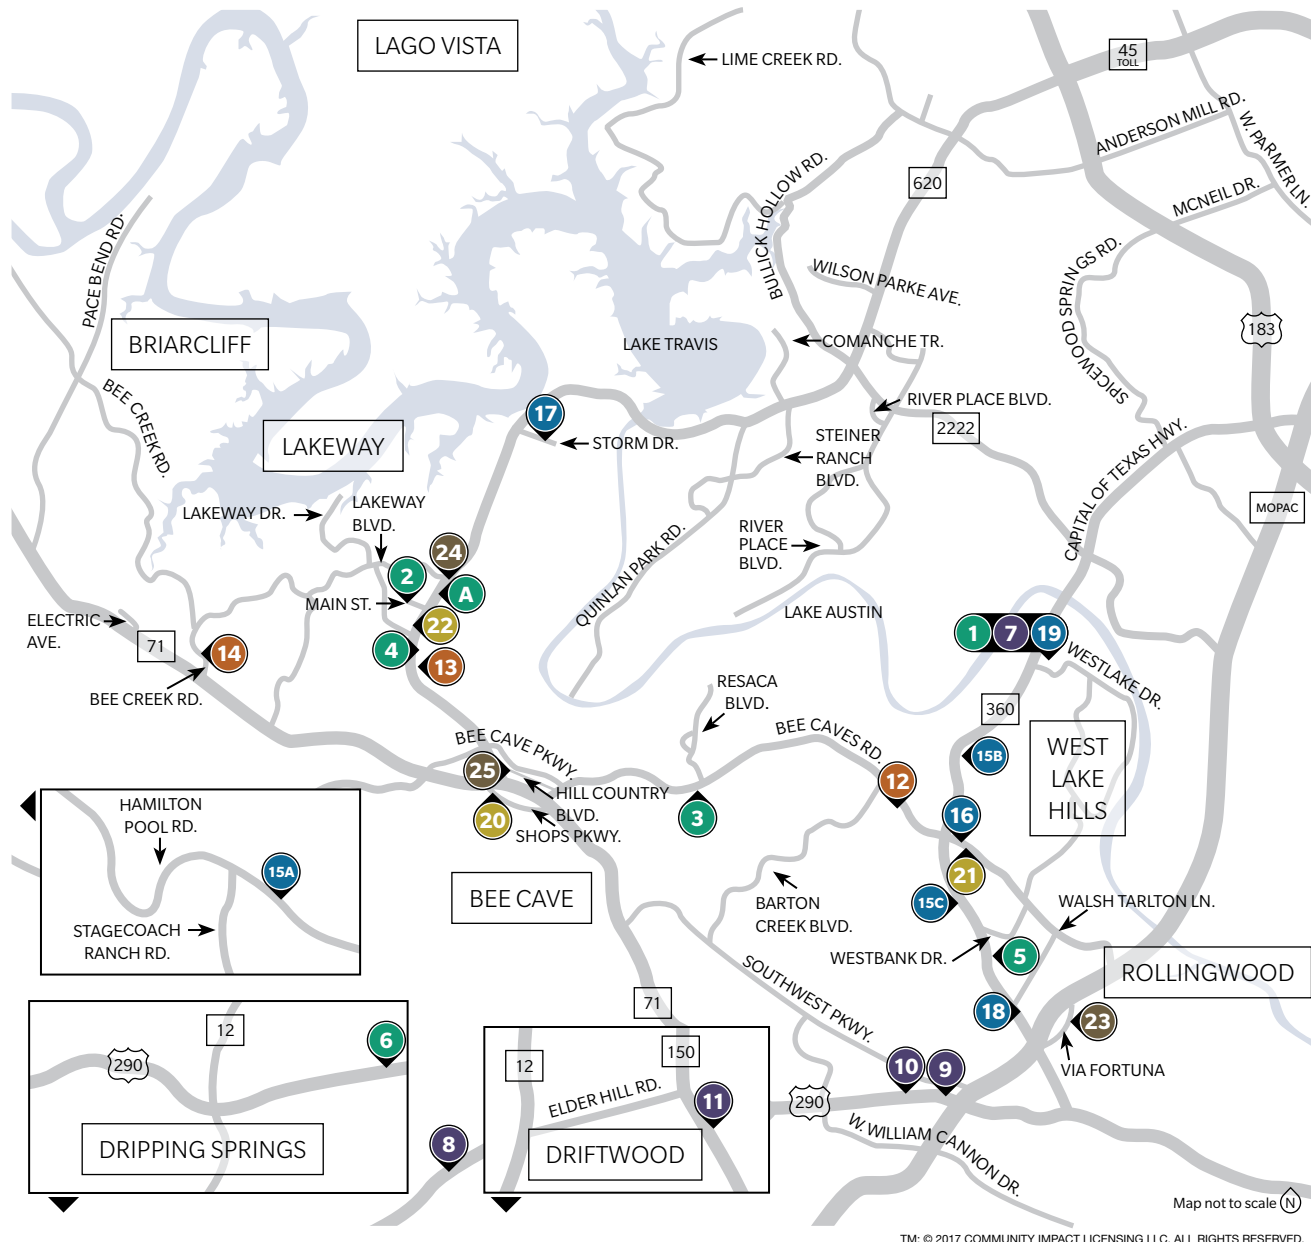 LAGO VISTA
LIME CREEK RD.
45
TOLL
ANDERSON MILL RD.
W. PARMER LN.
MCNEIL DR.
620
BULLICK HOLLOW RD.
PACE BEND RD.
WILSON PARKE AVE.
SPICEWOOD SPRINGS RD.
183
BRIARCLIFF
LAKE TRAVIS
COMANCHE TR.
BEE CREEK RD.
RIVER PLACE BLVD.
17
2222
LAKEWAY
STORM DR.
STEINER
RANCH
BLVD.
CAPITAL OF TEXAS HWY.
LAKEWAY DR.
LAKEWAY
BLVD.
MOPAC
RIVER
PLACE
BLVD.
QUINLAN PARK RD.
24
2
A
MAIN ST.
LAKE AUSTIN
ELECTRIC
AVE.
71
22
1
7
19
14
4
13
WESTLAKE DR.
BEE CREEK RD.
RESACA
BLVD.
360
BEE CAVE PKWY.
BEE CAVES RD.
WEST
LAKE
HILLS
15B
25
12
HILL COUNTRY
BLVD.
HAMILTON
POOL RD.
20
SHOPS PKWY.
3
16
15A
21
BEE CAVE
BARTON
CREEK BLVD.
15C
WALSH TARLTON LN.
STAGECOACH
RANCH RD.
WESTBANK DR.
5
ROLLINGWOOD
SOUTHWEST PKWY.
71
18
23
12
6
290
12
150
VIA FORTUNA
10
9
ELDER HILL RD.
11
290
DRIPPING SPRINGS
8
DRIFTWOOD
W. WILLIAM CANNON DR.
Map not to scale N
TM; © 2017 COMMUNITY IMPACT LICENSING LLC. ALL RIGHTS RESERVED.